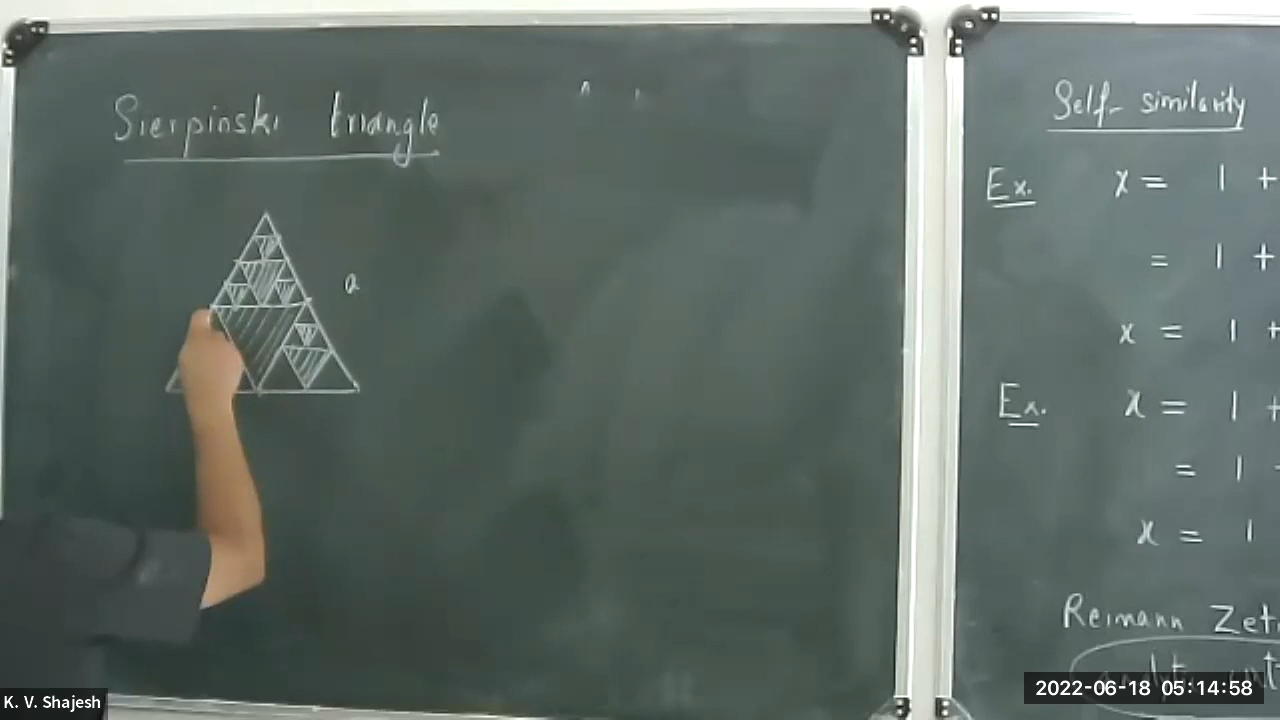 Sierpinski triangle
a
Self-similarity
Ex. x = 1 +
= 1 +
x = 1 +
Ex. x = 1 +
= 1 -
x = 1
Reimann Zet
K. V. Shajesh
2022-06-18 05:14:58